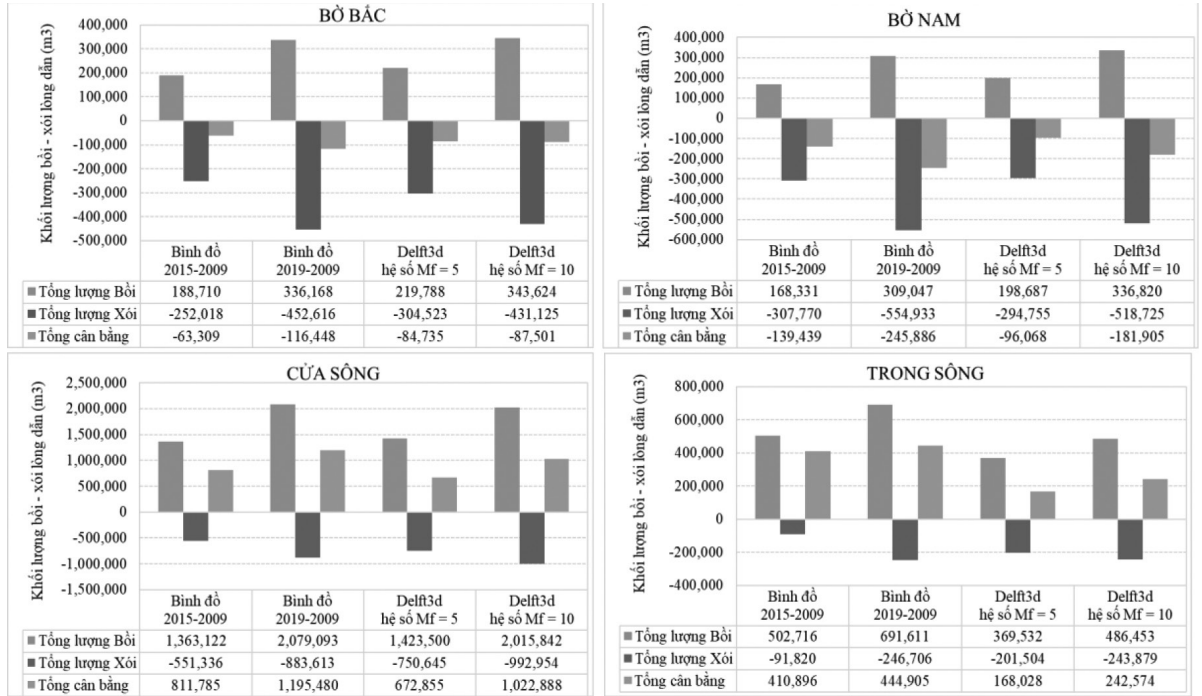 BỜ BẮC
Khối lượng bồi - xói lòng dẫn (m3)
400,000
300,000
200,000
100,000
0
-100,000
-200,000
-300,000
-400,000
-500,000
Bình đồ 2015-2009 Bình đồ 2019-2009 Delft3d hệ số Mf = 5 Delft3d hệ số Mf = 10
Tổng lượng Bồi 188,710 336,168 219,788 343,624
Tổng lượng Xói -252,018 -452,616 -304,523 -431,125
Tổng cân bằng -63,309 -116,448 -84,735 -87,501
BỜ NAM
Khối lượng bồi - xói lòng dẫn (m3)
400,000
300,000
200,000
100,000
0
-100,000
-200,000
-300,000
-400,000
-500,000
-600,000
Bình đồ 2015-2009 Bình đồ 2019-2009 Delft3d hệ số Mf = 5 Delft3d hệ số Mf = 10
Tổng lượng Bồi 168,331 309,047 198,687 336,820
Tổng lượng Xói -307,770 -554,933 -294,755 -518,725
Tổng cân bằng -139,439 -245,886 -96,068 -181,905
CỬA SÔNG
Khối lượng bồi - xói lòng dẫn (m3)
2,500,000
2,000,000
1,500,000
1,000,000
500,000
0
-500,000
-1,000,000
-1,500,000
Bình đồ 2015-2009 Bình đồ 2019-2009 Delft3d hệ số Mf = 5 Delft3d hệ số Mf = 10
Tổng lượng Bồi 1,363,122 2,079,093 1,423,500 2,015,842
Tổng lượng Xói -551,336 -883,613 -750,645 -992,954
Tổng cân bằng 811,785 1,195,480 672,855 1,022,888
TRONG SÔNG
Khối lượng bồi - xói lòng dẫn (m3)
800,000
600,000
400,000
200,000
0
-200,000
-400,000
Bình đồ 2015-2009 Bình đồ 2019-2009 Delft3d hệ số Mf = 5 Delft3d hệ số Mf = 10
Tổng lượng Bồi 502,716 691,611 369,532 486,453
Tổng lượng Xói -91,820 -246,706 -201,504 -243,879
Tổng cân bằng 410,896 444,905 168,028 242,574